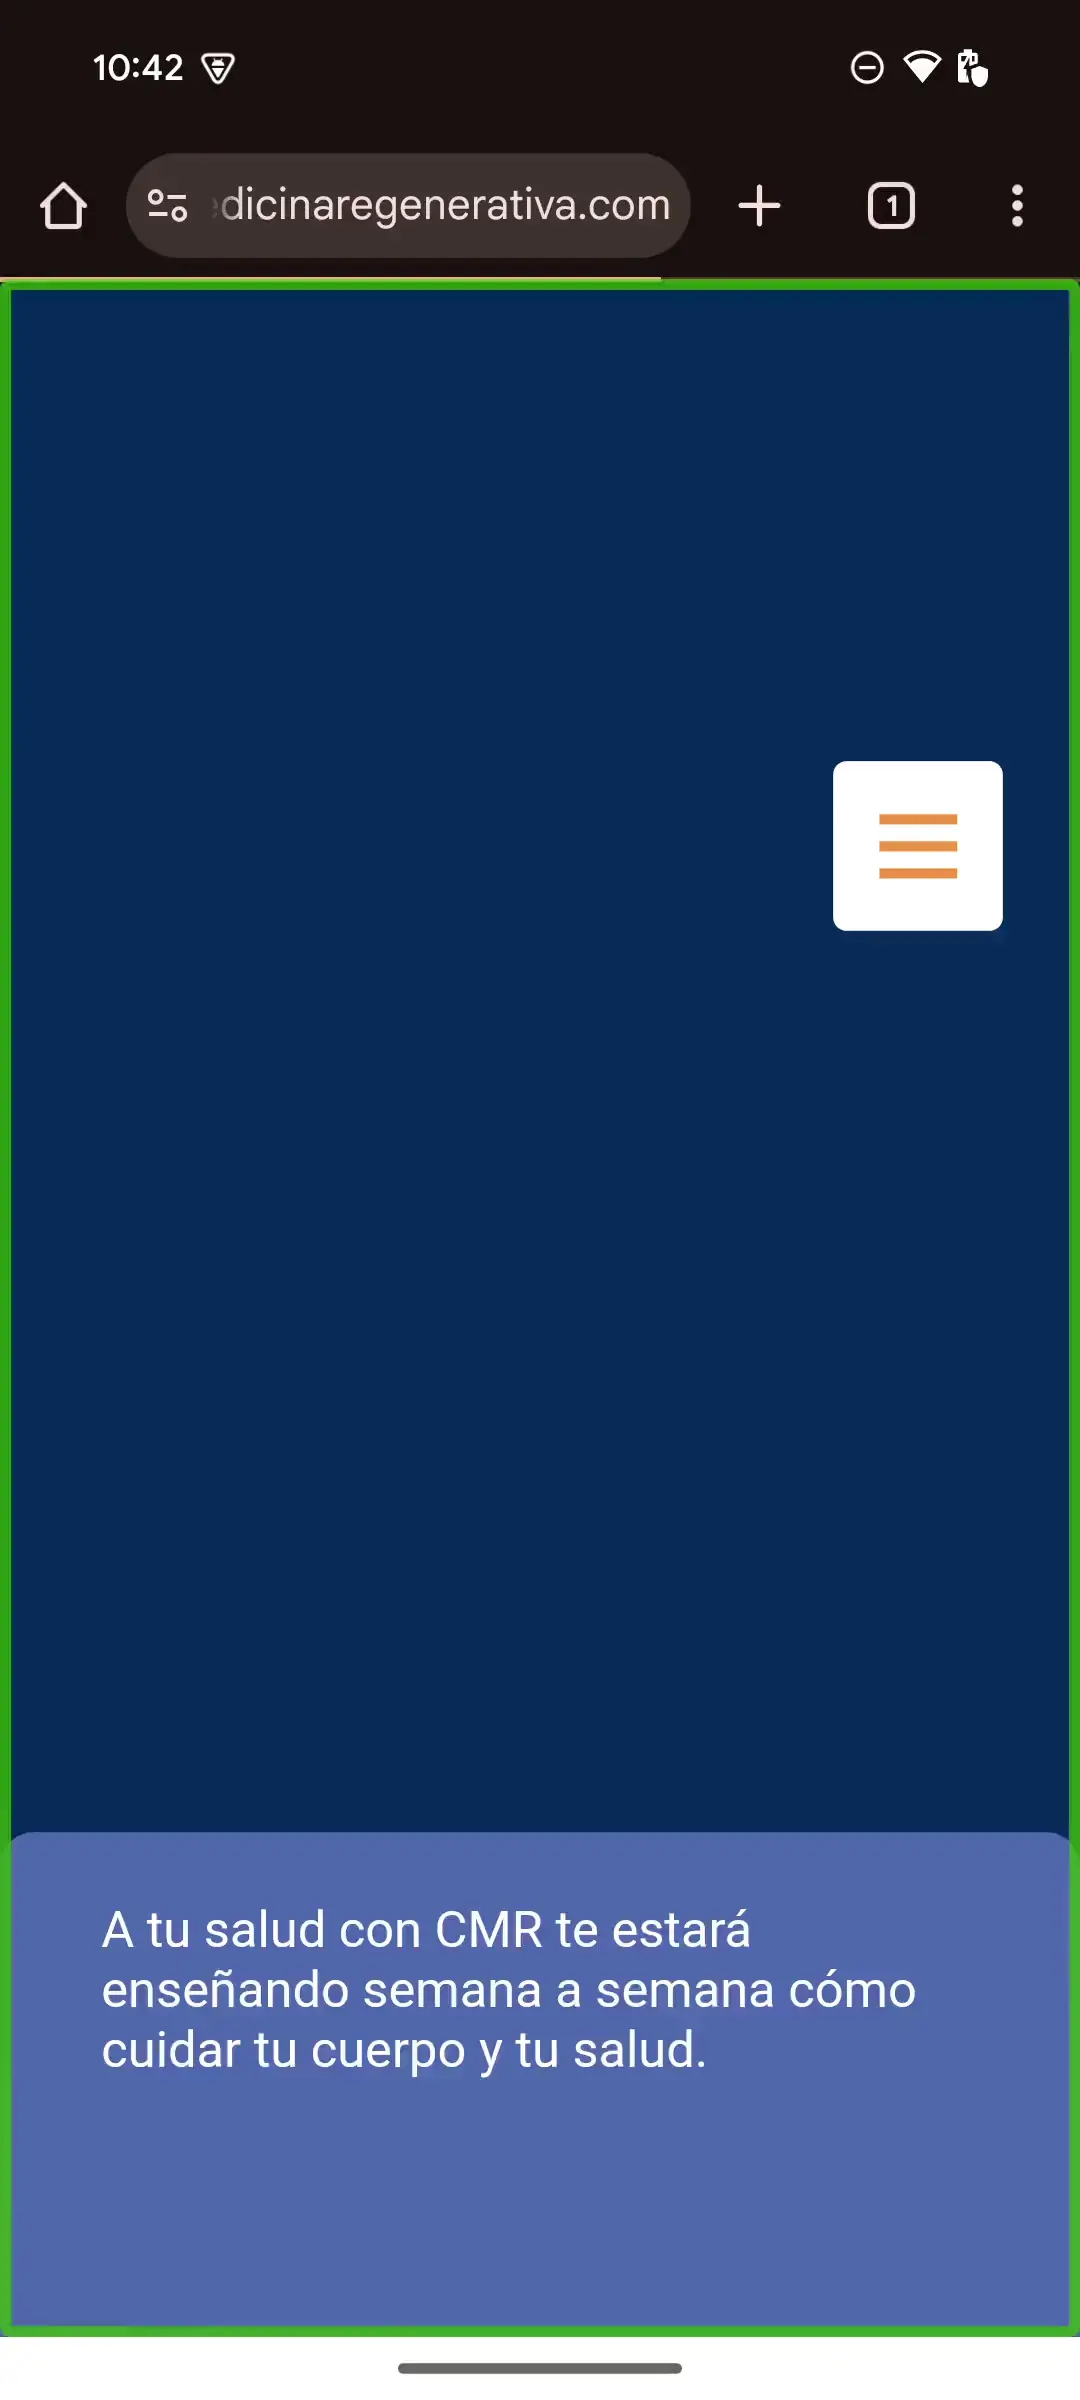 10:42
edicinaregenerativa.com
1
A tu salud con CMR te estará
enseñando semana a semana cómo
cuidar tu cuerpo y tu salud.